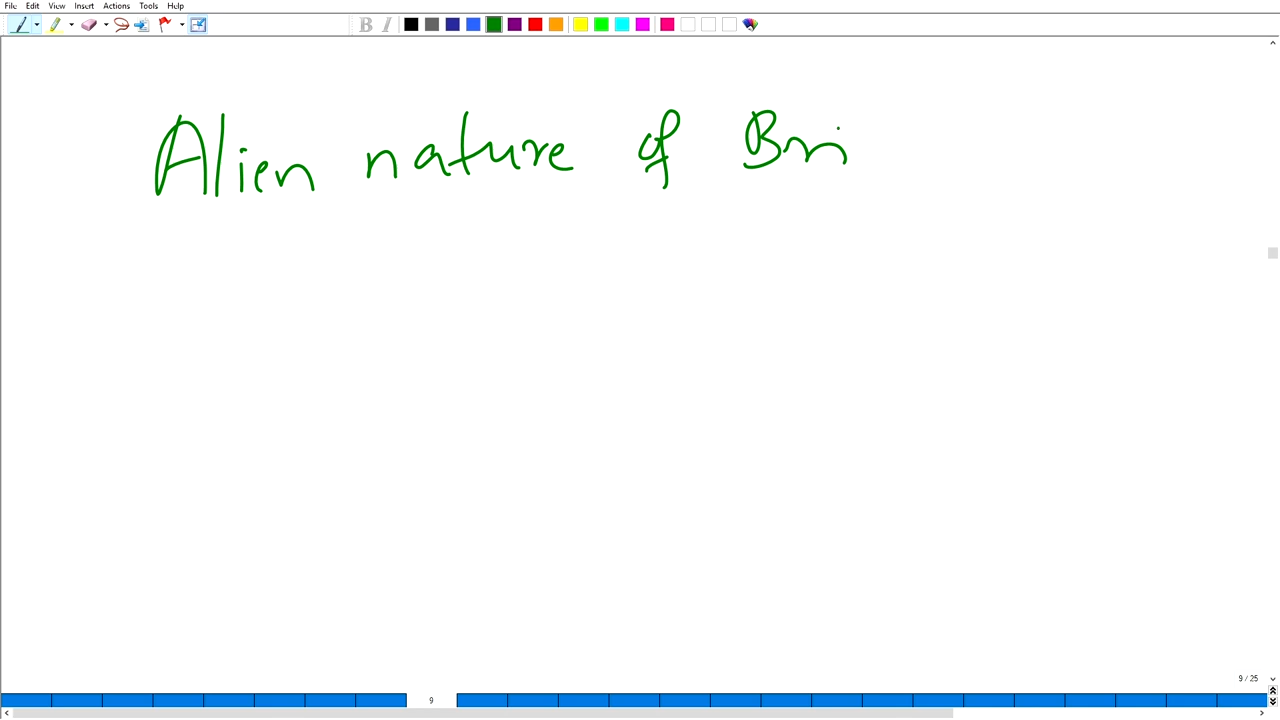 File Edit View Insert Actions Tools Help
B I
Alien nature of Bri
9 / 25
9